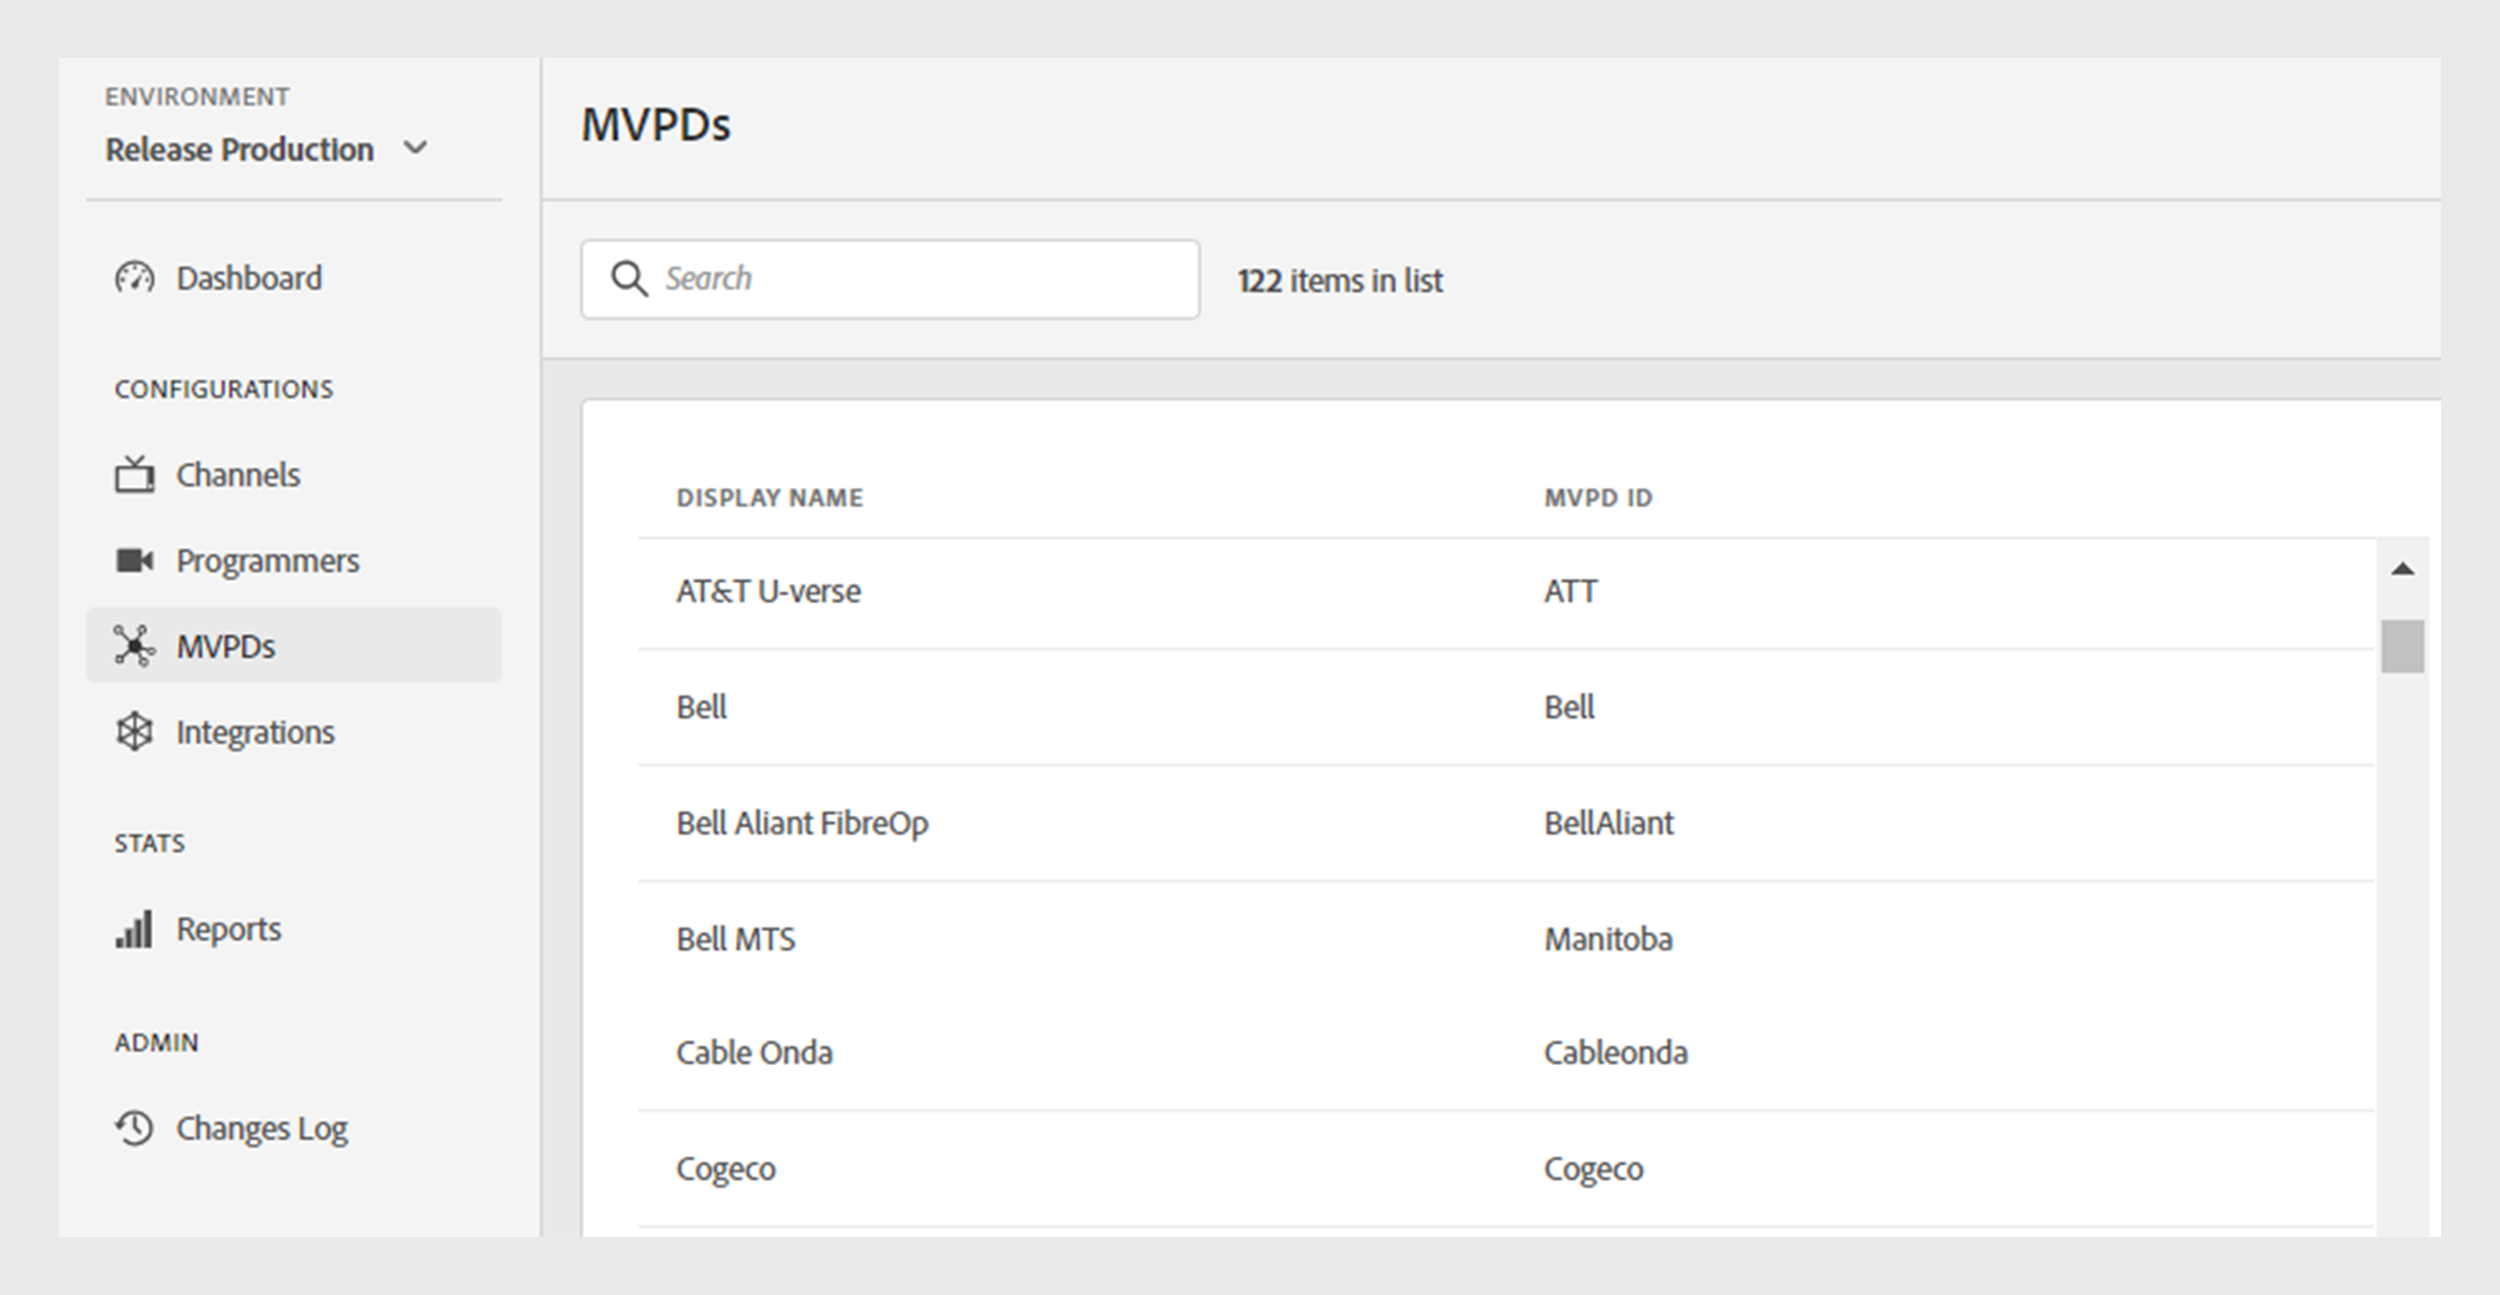 ENVIRONMENT
Release Production
Dashboard
CONFIGURATIONS
Channels
Programmers
MVPDs
Integrations
STATS
Reports
ADMIN
Changes Log
MVPDs
Search
122 items in list
DISPLAY NAME MVPD ID
AT&T U-verse ATT
Bell Bell
Bell Aliant FibreOp BellAliant
Bell MTS Manitoba
Cable Onda Cableonda
Cogeco Cogeco